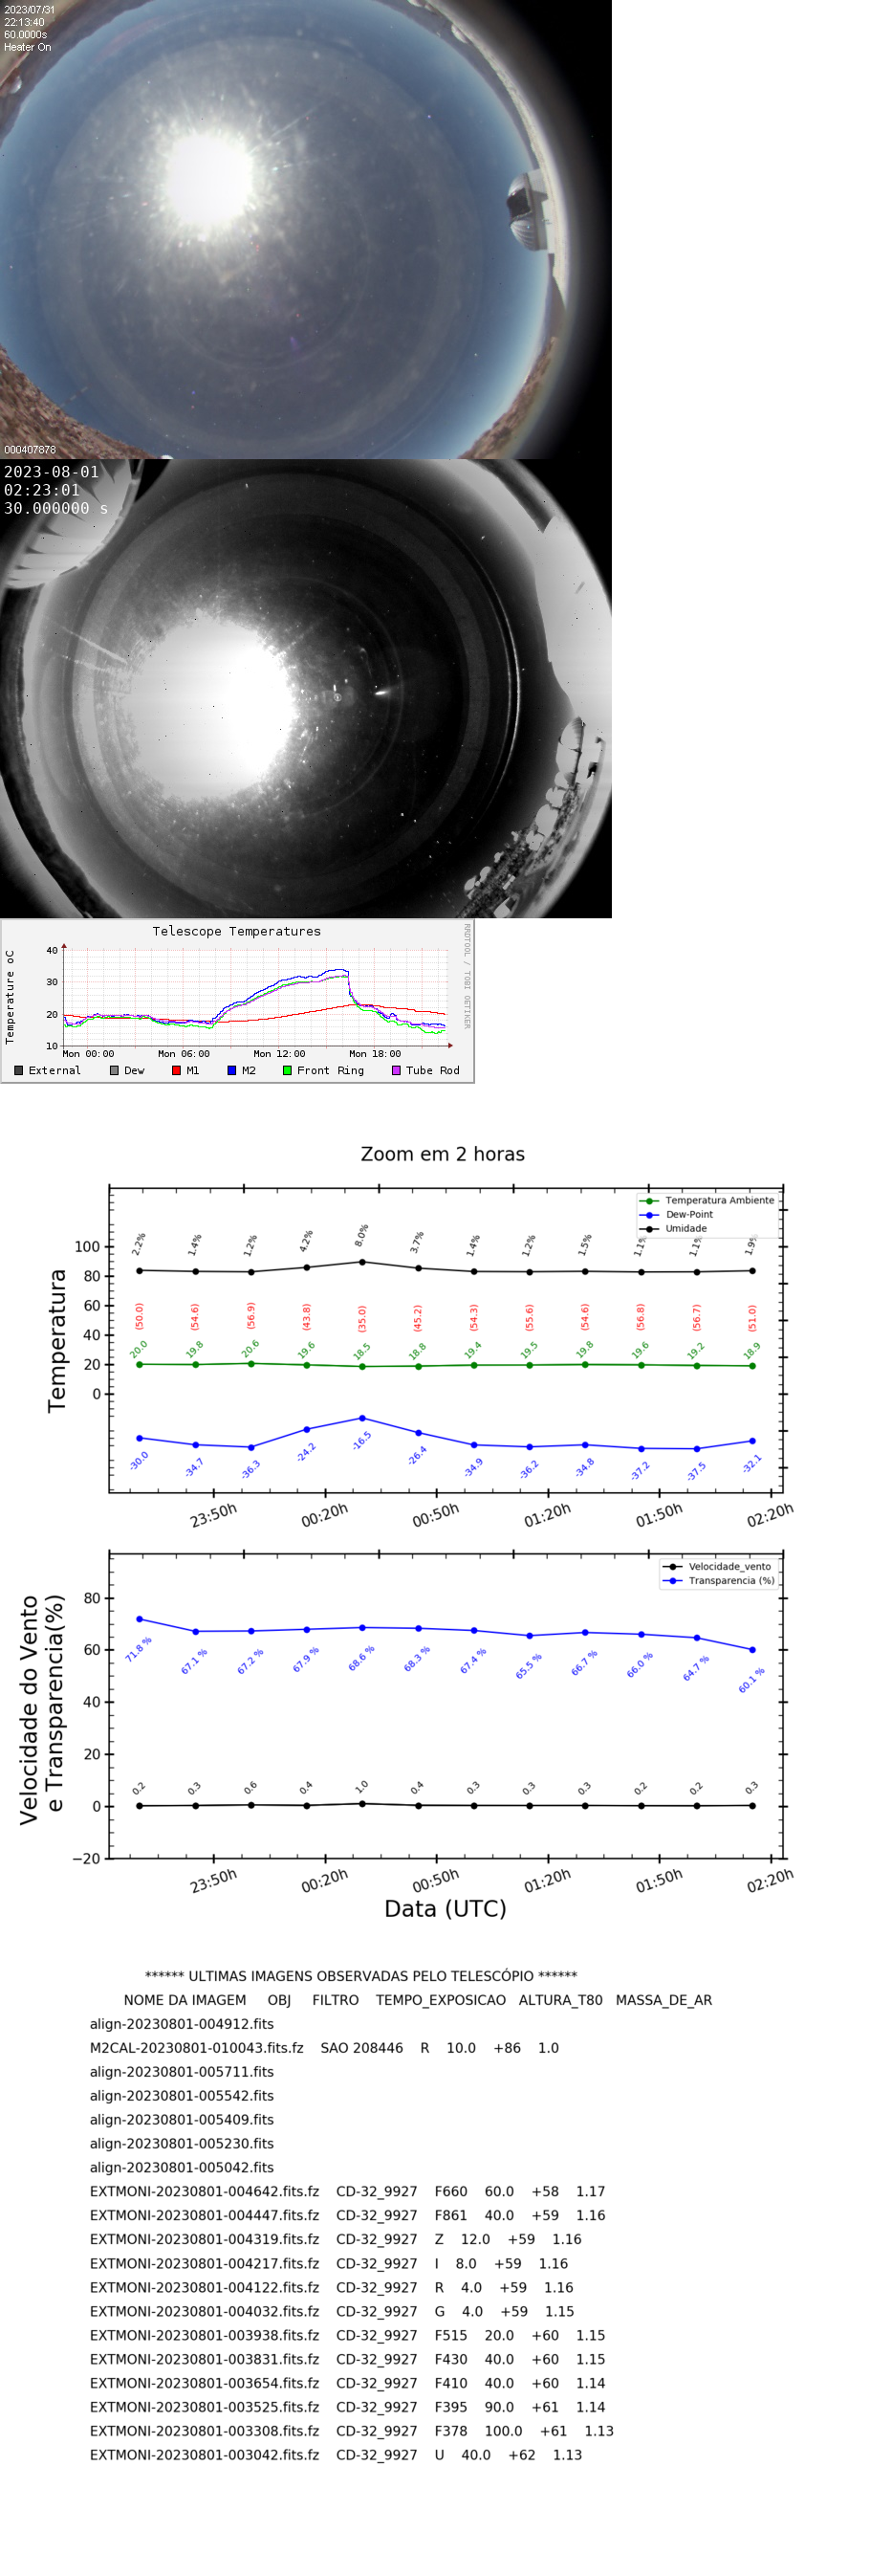 2023/07/31
22:13:40
60.0000s
Heater On
000407878
2023-08-01
02:23:01
30.000000 s
Telescope Temperatures
RRDTOOL / TOBI OETIKER
Temperature oC
40
30
20
10
Mon 00:00 Mon 06:00 Mon 12:00 Mon 18:00
External Dew M1 M2 Front Ring Tube Rod
Zoom em 2 horas
Temperatura Ambiente
Dew-Point
Umidade
Temperatura
100
80
60
40
20
0
2.2% 1.4% 1.2% 4.2% 8.0% 3.7% 1.4% 1.2% 1.5% 1.1% 1.1% 1.9%
(50.0) (54.6) (56.9) (43.8) (35.0) (45.2) (54.3) (55.6) (54.6) (56.8) (56.7) (51.0)
20.0 19.8 20.6 19.6 18.5 18.8 19.4 19.5 19.8 19.6 19.2 18.9
-30.0 -34.7 -36.3 -24.2 -16.5 -26.4 -34.9 -36.2 -34.8 -37.2 -37.5 -32.1
23:50h 00:20h 00:50h 01:20h 01:50h 02:20h
Velocidade_vento
Transparencia (%)
Velocidade do Vento
e Transparencia(%)
80
60
40
20
0
−20
71.8 % 67.1 % 67.2 % 67.9 % 68.6 % 68.3 % 67.4 % 65.5 % 66.7 % 66.0 % 64.7 % 60.1 %
0.2 0.3 0.6 0.4 1.0 0.4 0.3 0.3 0.3 0.2 0.2 0.3
23:50h 00:20h 00:50h 01:20h 01:50h 02:20h
Data (UTC)
****** ULTIMAS IMAGENS OBSERVADAS PELO TELESCÓPIO ******
NOME DA IMAGEM OBJ FILTRO TEMPO_EXPOSICAO ALTURA_T80 MASSA_DE_AR
align-20230801-004912.fits
M2CAL-20230801-010043.fits.fz SAO 208446 R 10.0 +86 1.0
align-20230801-005711.fits
align-20230801-005542.fits
align-20230801-005409.fits
align-20230801-005230.fits
align-20230801-005042.fits
EXTMONI-20230801-004642.fits.fz CD-32_9927 F660 60.0 +58 1.17
EXTMONI-20230801-004447.fits.fz CD-32_9927 F861 40.0 +59 1.16
EXTMONI-20230801-004319.fits.fz CD-32_9927 Z 12.0 +59 1.16
EXTMONI-20230801-004217.fits.fz CD-32_9927 I 8.0 +59 1.16
EXTMONI-20230801-004122.fits.fz CD-32_9927 R 4.0 +59 1.16
EXTMONI-20230801-004032.fits.fz CD-32_9927 G 4.0 +59 1.15
EXTMONI-20230801-003938.fits.fz CD-32_9927 F515 20.0 +60 1.15
EXTMONI-20230801-003831.fits.fz CD-32_9927 F430 40.0 +60 1.15
EXTMONI-20230801-003654.fits.fz CD-32_9927 F410 40.0 +60 1.14
EXTMONI-20230801-003525.fits.fz CD-32_9927 F395 90.0 +61 1.14
EXTMONI-20230801-003308.fits.fz CD-32_9927 F378 100.0 +61 1.13
EXTMONI-20230801-003042.fits.fz CD-32_9927 U 40.0 +62 1.13